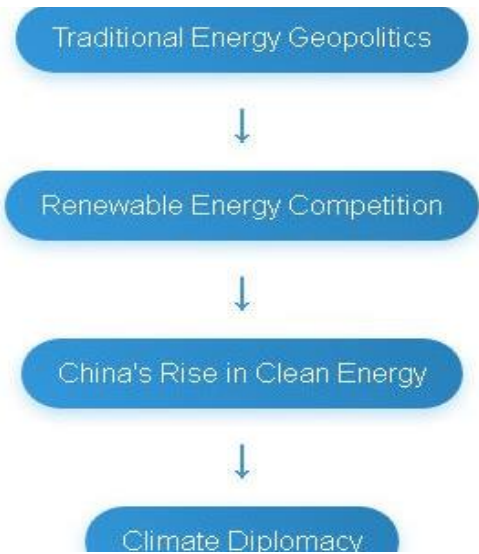 Traditional Energy Geopolitics
↓
Renewable Energy Competition
↓
China's Rise in Clean Energy
↓
Climate Diplomacy